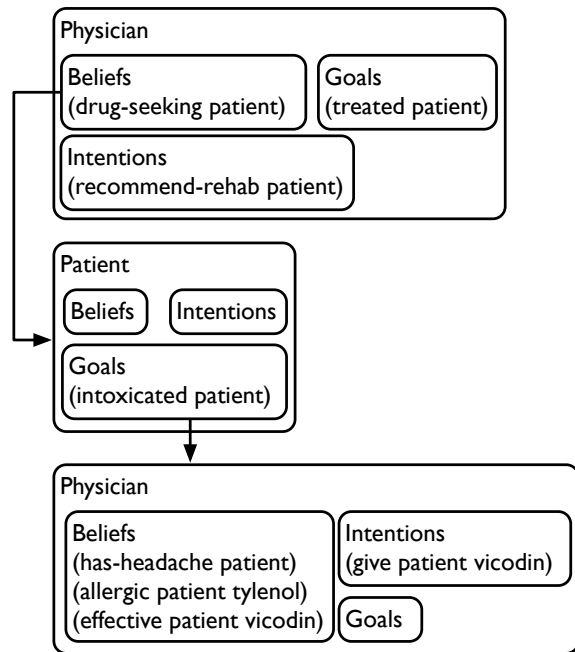 Physician
Beliefs
(drug-seeking patient)
Goals
(treated patient)
Intentions
(recommend-rehab patient)
Patient
Beliefs
Intentions
Goals
(intoxicated patient)
Physician
Beliefs
(has-headache patient)
(allergic patient tylenol)
(effective patient vicodin)
Intentions
(give patient vicodin)
Goals